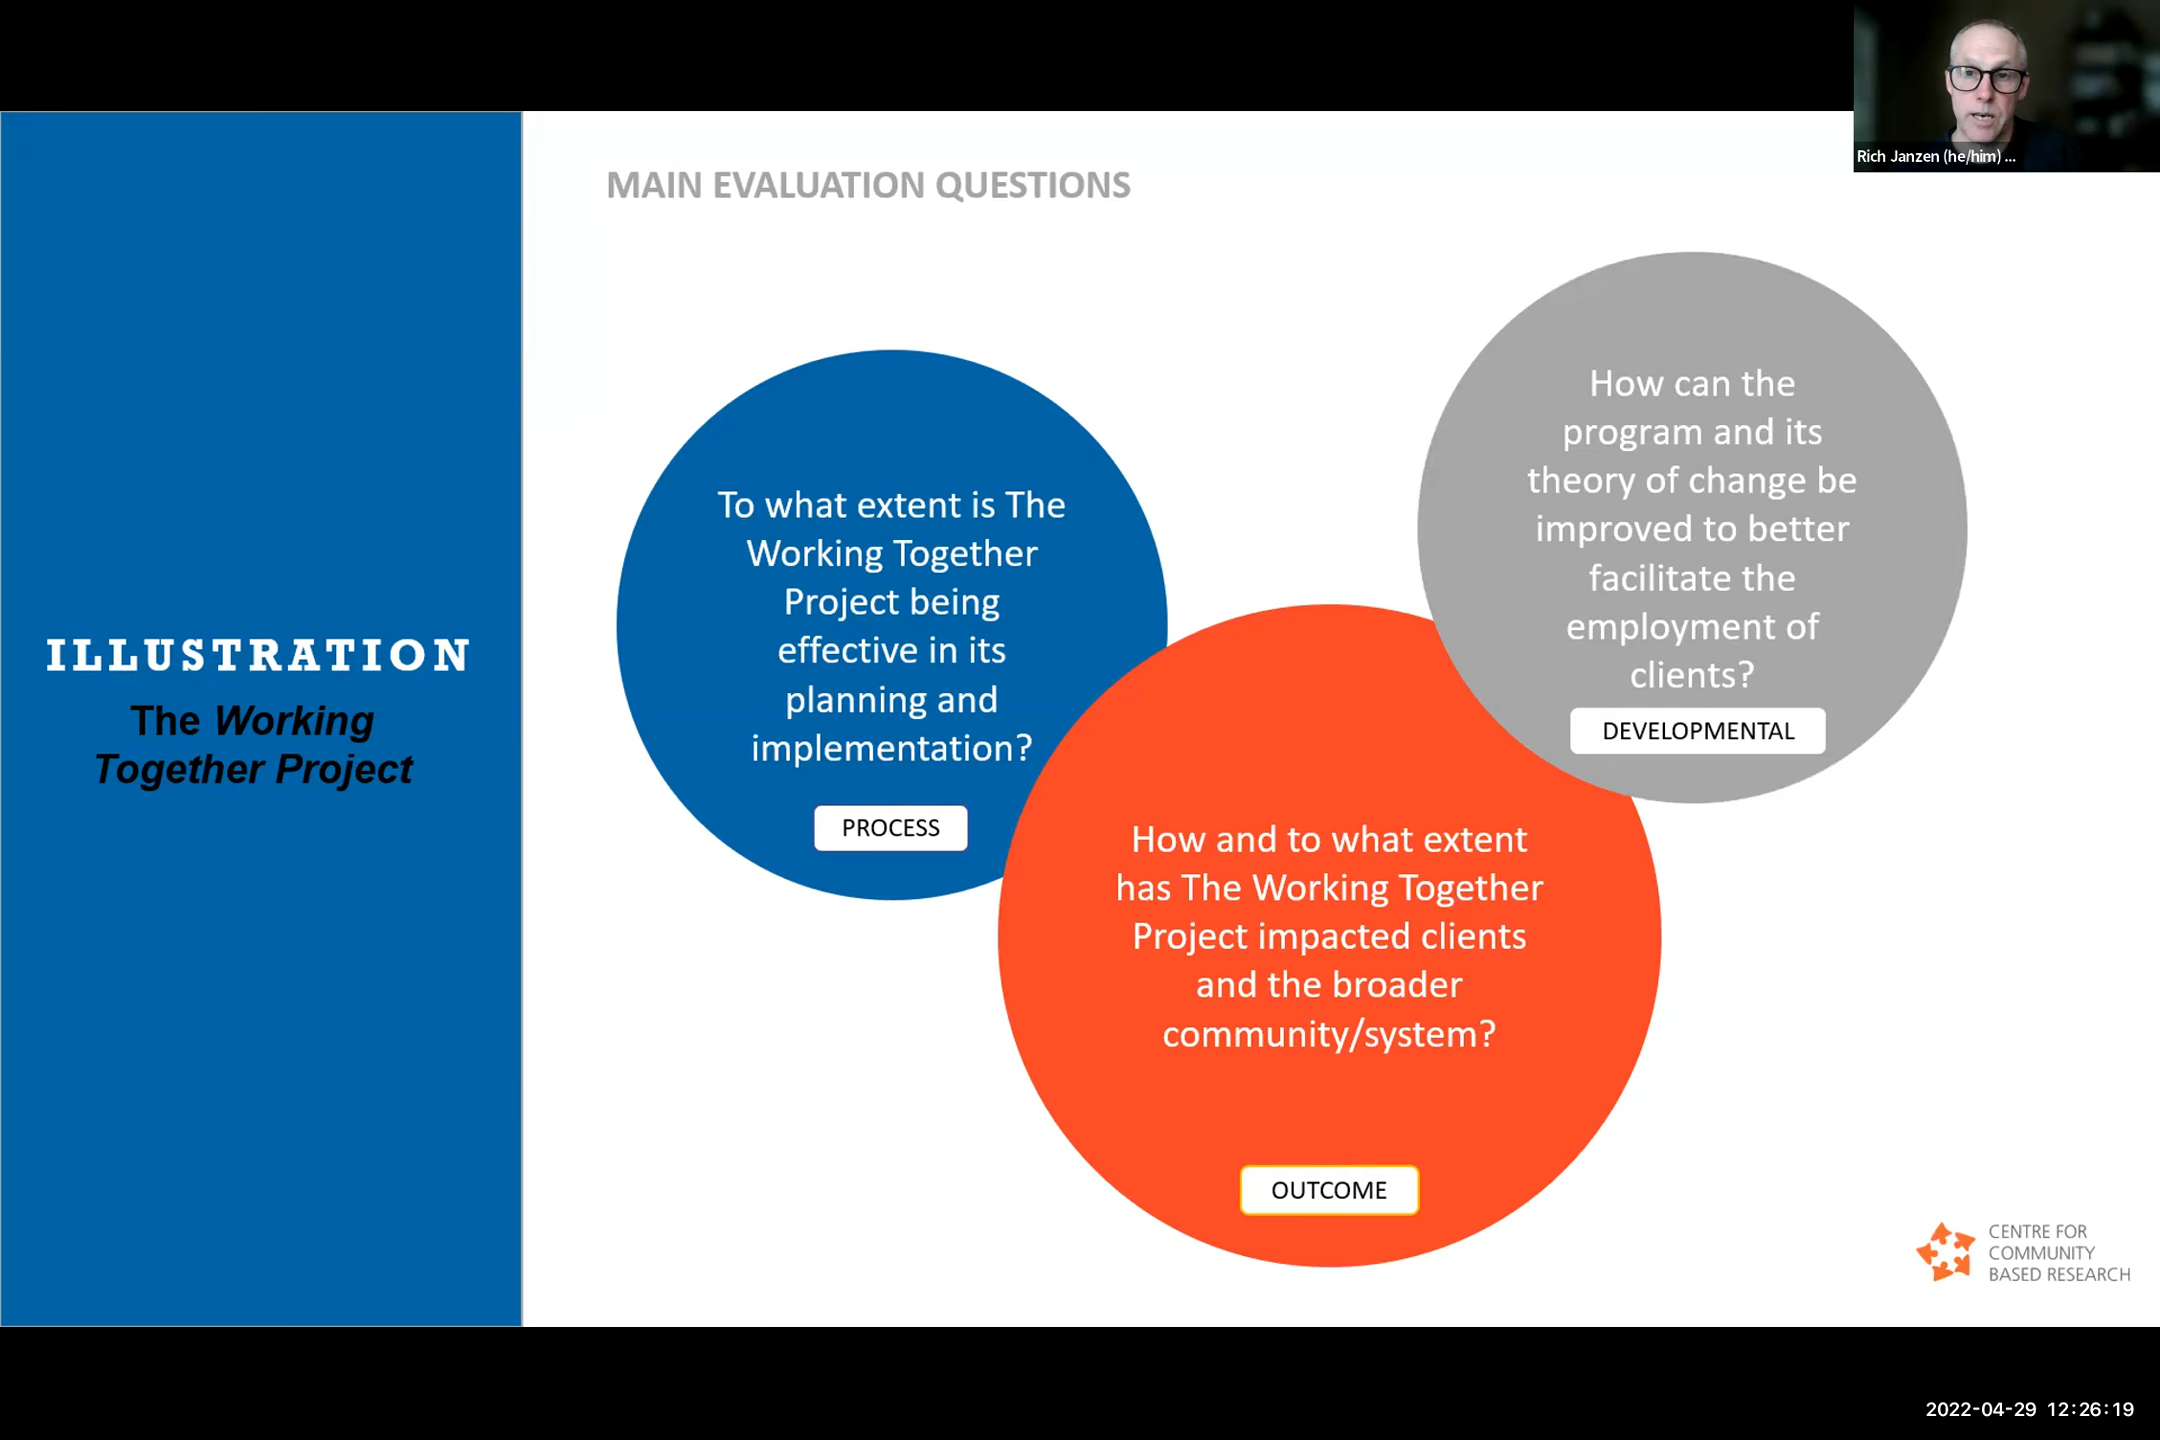 Rich Janzen (he/him) ...
MAIN EVALUATION QUESTIONS
ILLUSTRATION
The Working
Together Project
To what extent is The
Working Together
Project being
effective in its
planning and
implementation?
PROCESS
How and to what extent
has The Working Together
Project impacted clients
and the broader
community/system?
OUTCOME
How can the
program and its
theory of change be
improved to better
facilitate the
employment of
clients?
DEVELOPMENTAL
CENTRE FOR
COMMUNITY
BASED RESEARCH
2022-04-29 12:26:19